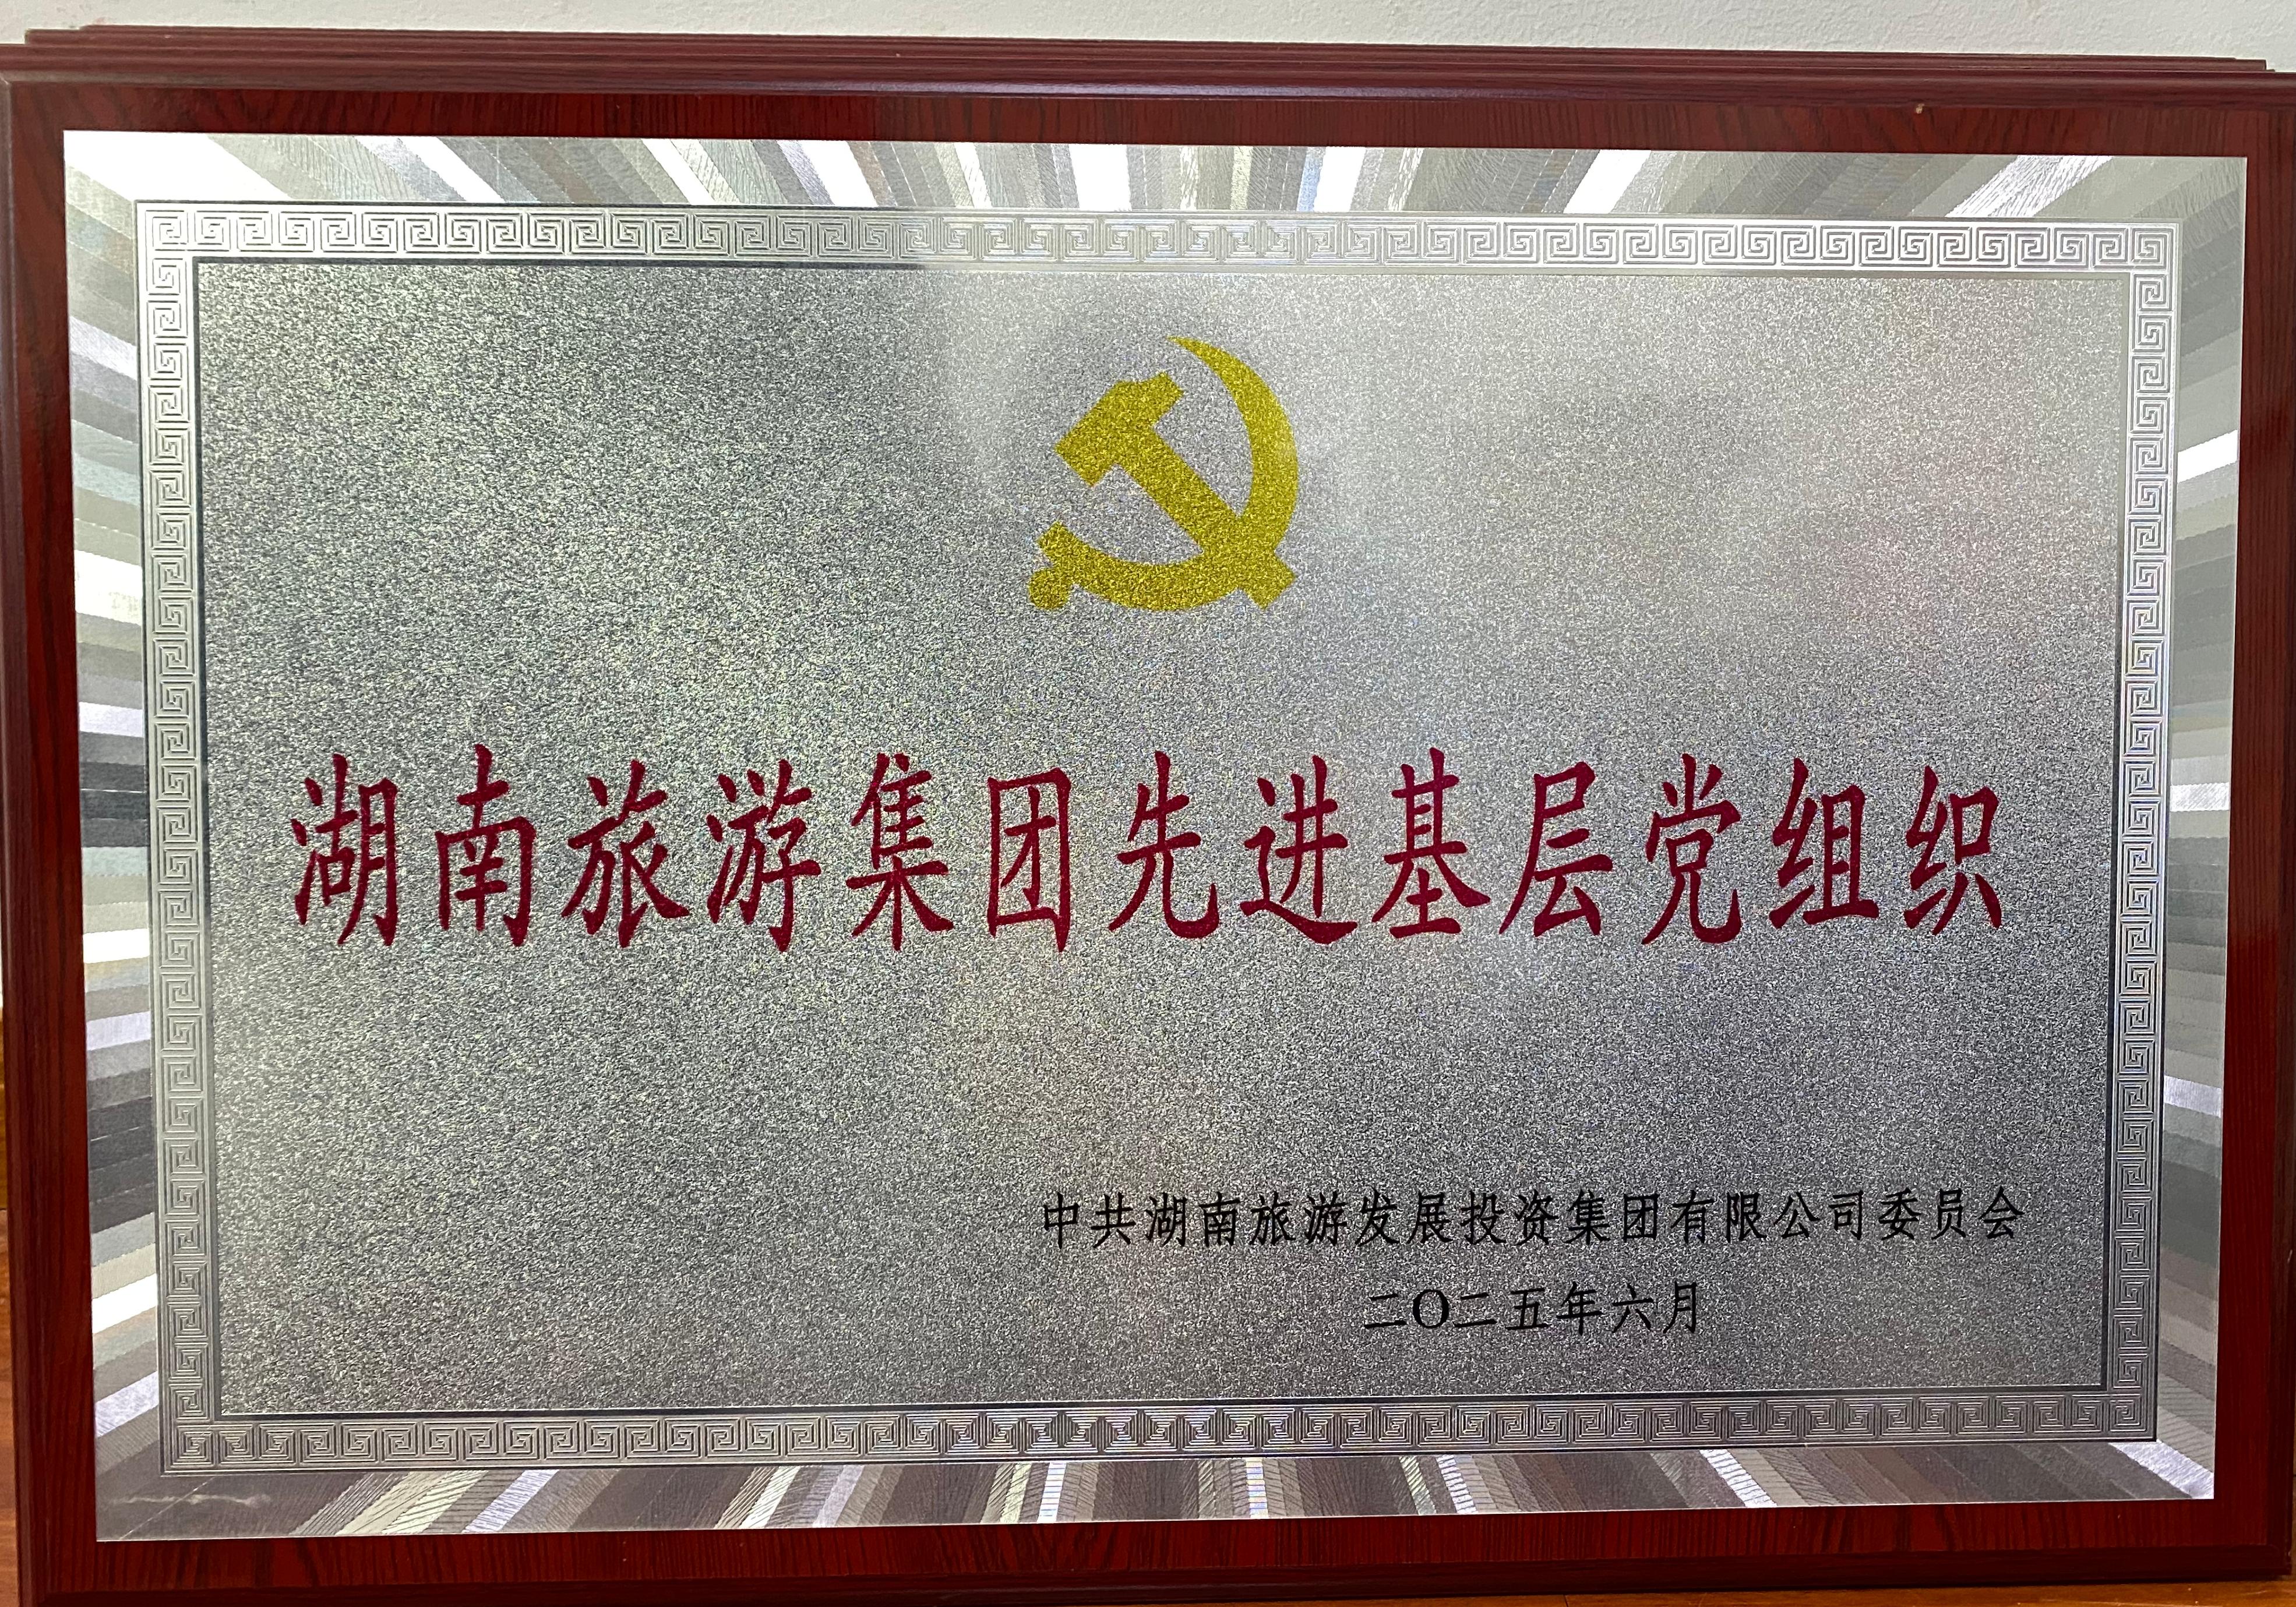 湖南旅游集团先进基层党组织
中共湖南旅游发展投资集团有限公司委员会
二〇二五年六月